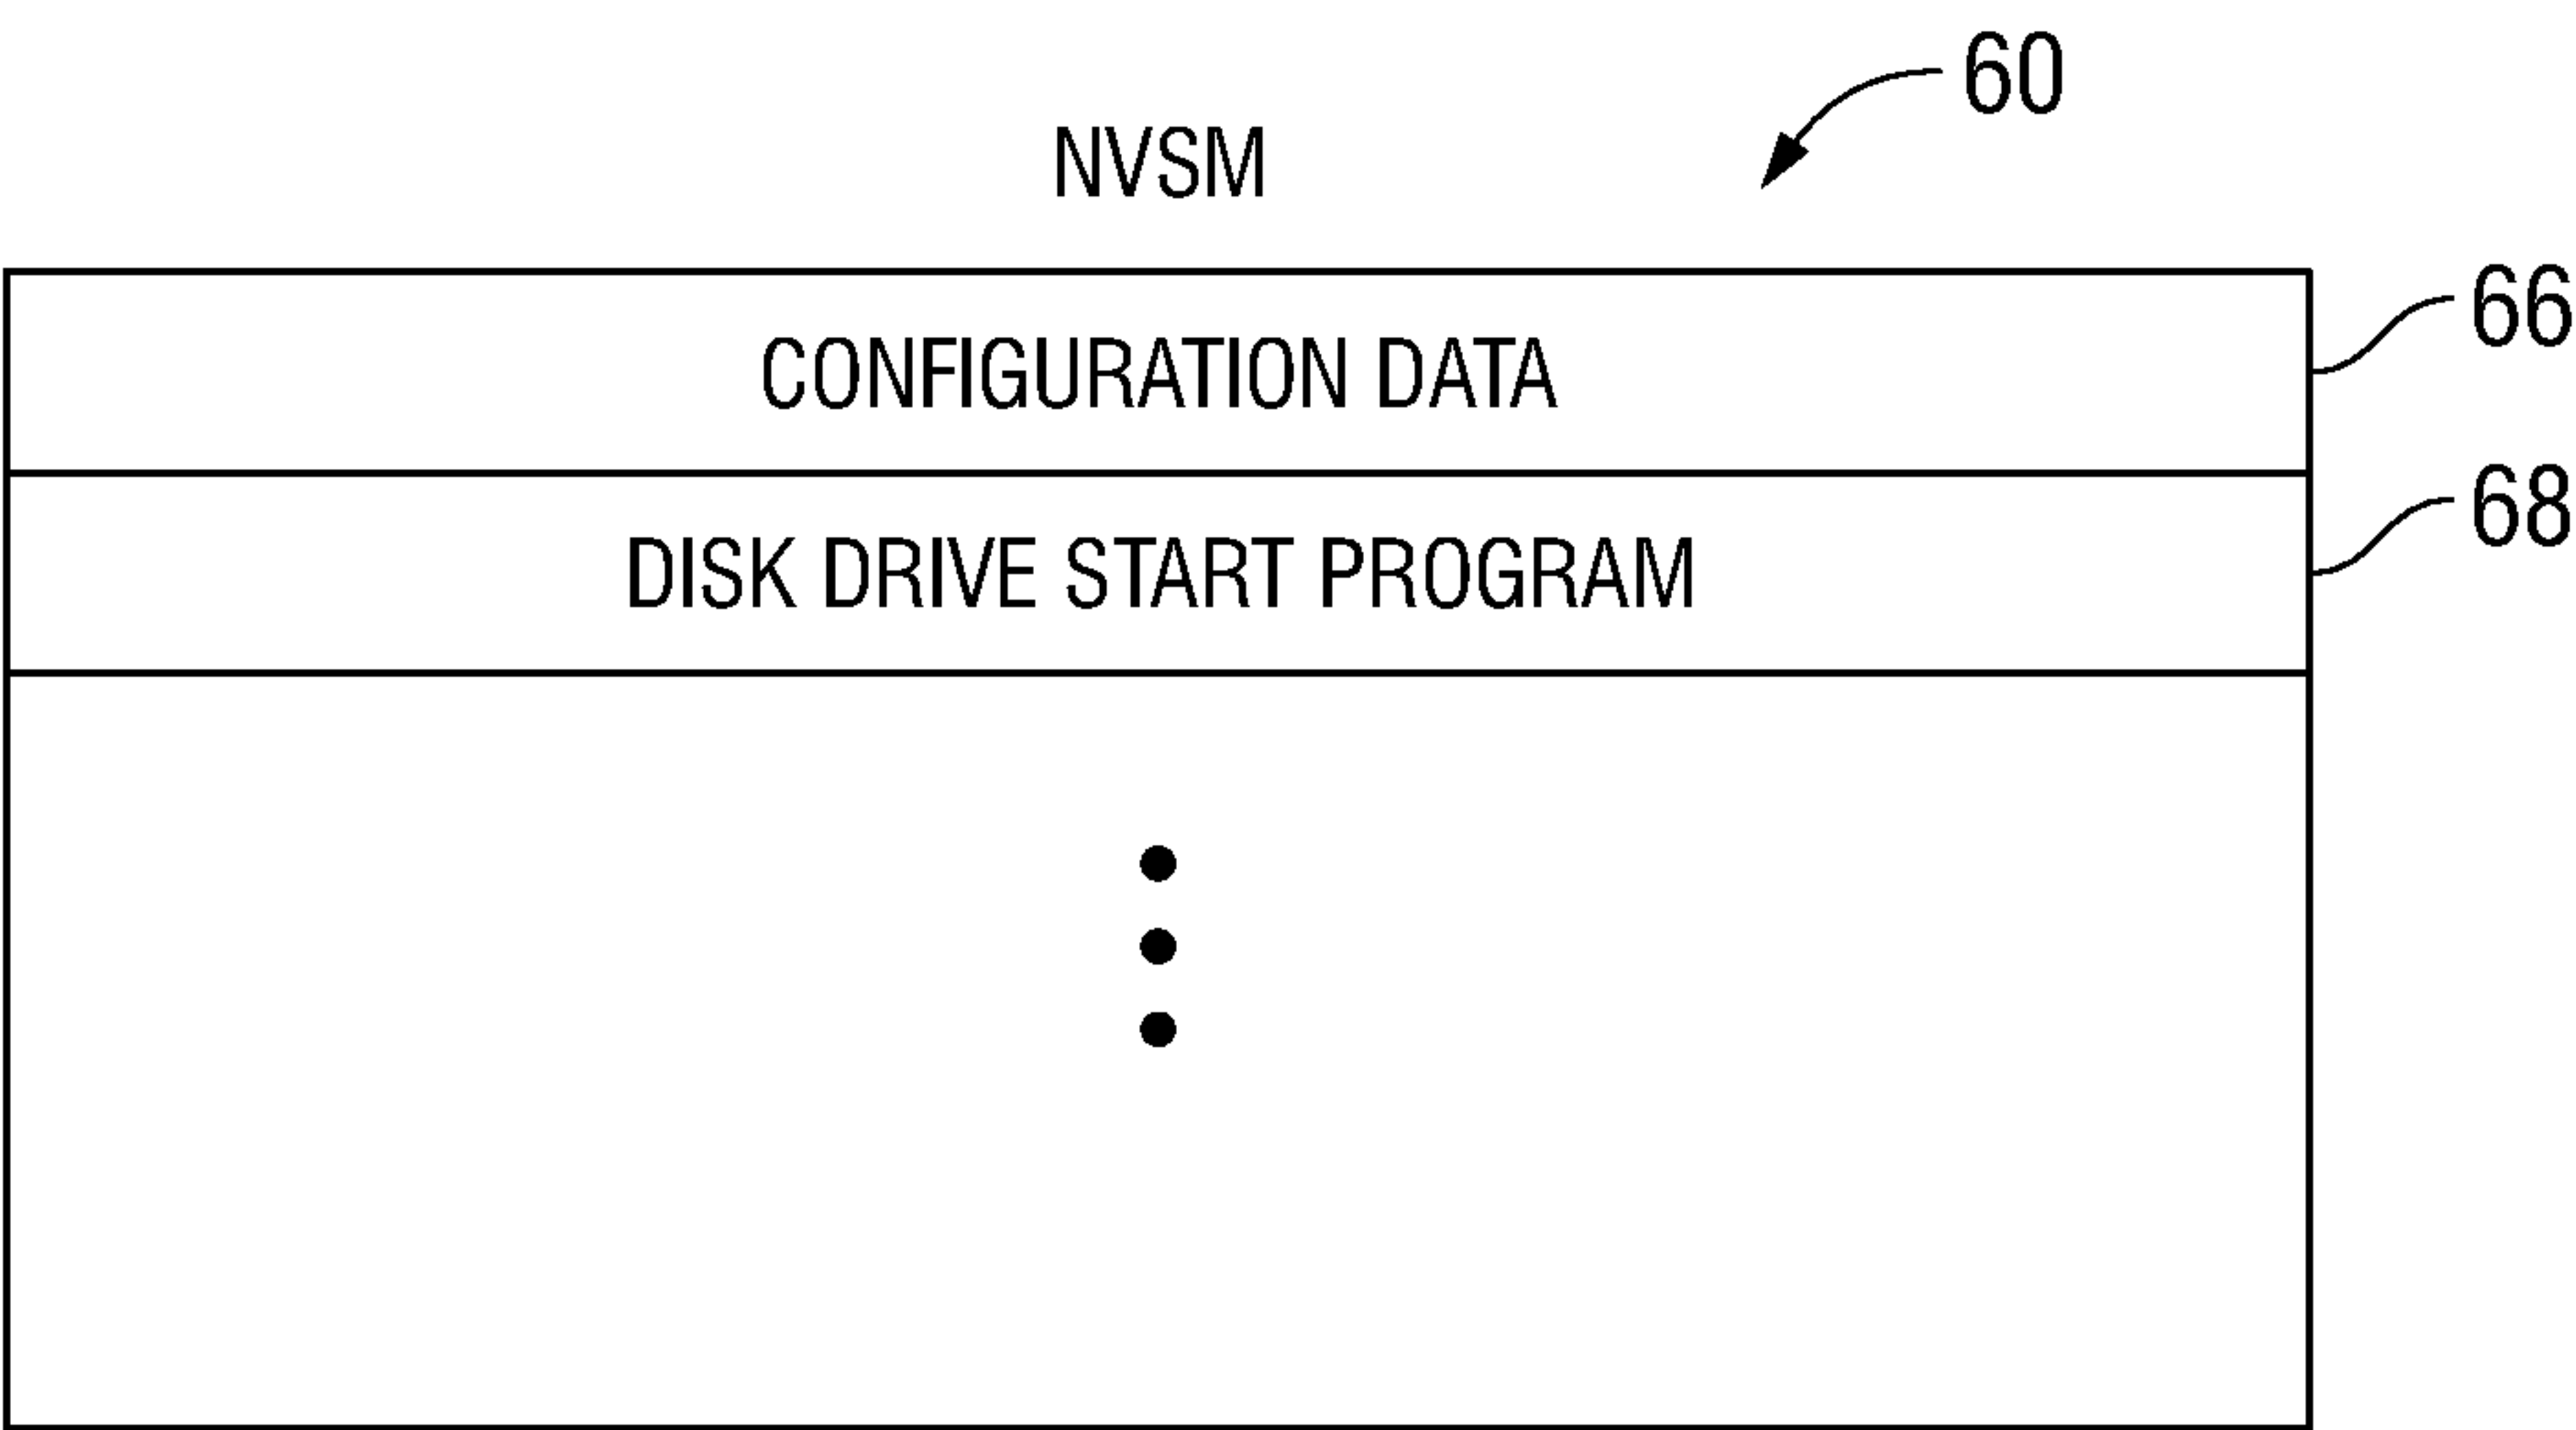 60
NVSM
66
CONFIGURATION DATA
68
DISK DRIVE START PROGRAM